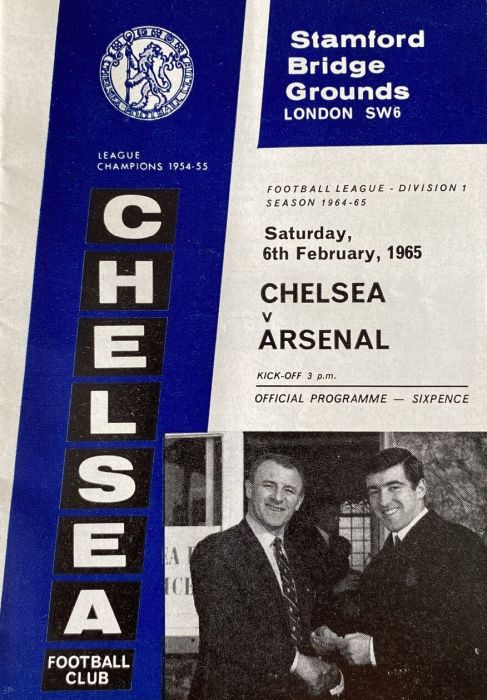 Stamford
Bridge
Grounds
LONDON SW6
LEAGUE
CHAMPIONS 1954-55
FOOTBALL LEAGUE - DIVISION 1
SEASON 1964-65
Saturday,
6th February, 1965
CHELSEA
v
ARSENAL
KICK-OFF 3 p.m.
OFFICIAL PROGRAMME — SIXPENCE
CHELSEA
FOOTBALL
CLUB